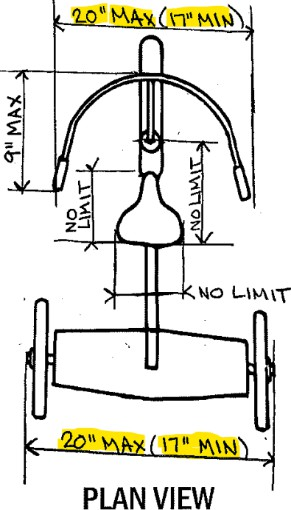 20" MAX (17" MIN)
9" MAX
NO LIMIT
NO LIMIT
NO LIMIT
20" MAX (17" MIN)
PLAN VIEW